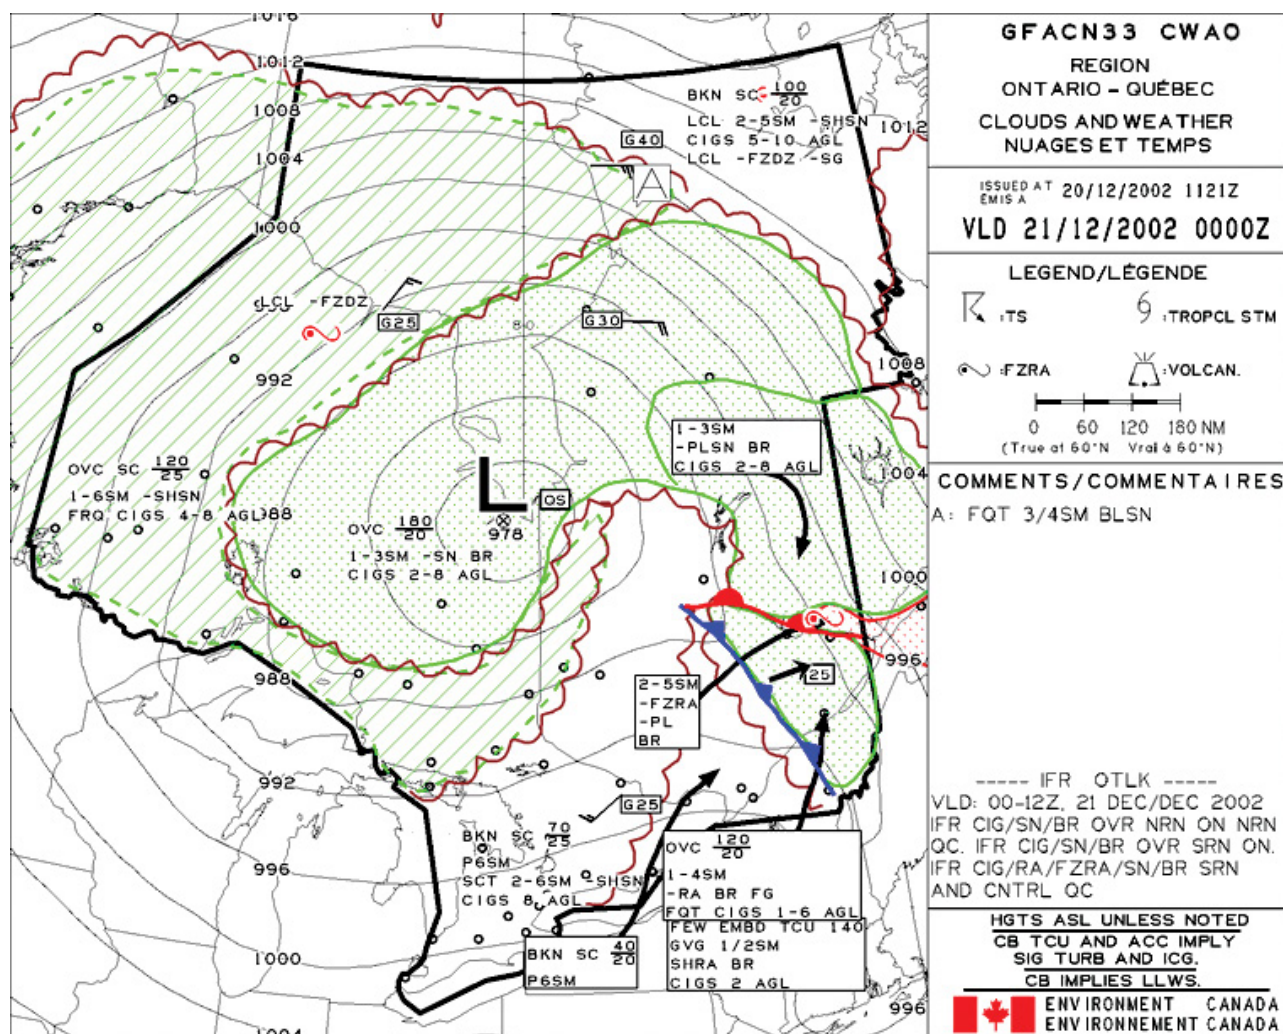 1016
1012
1008
1004
1000
992
988
988
992
996
1000
1004
BKN SC 100
20
LCL 2-5SM -SHSN
CIGS 5-10 AGL
LCL -FZDZ -SG
1012
G40
A
LCL -FZDZ
G25
G30
80
1008
1-3SM
-PLSN BR
CIGS 2-8 AGL
1004
OVC SC 120
25
1-6SM -SHSN
FRQ CIGS 4-8 AGL
L
QS
978
OVC 180
20
1-3SM -SN BR
CIGS 2-8 AGL
1000
996
25
2-5SM
-FZRA
-PL
BR
G25
BKN SC 70
25
P6SM
SCT 2-6SM -SHSN
CIGS 8 AGL
OVC 120
20
1-4SM
-RA BR FG
FQT CIGS 1-6 AGL
FEW EMBD TCU 140
GVG 1/2SM
SHRA BR
CIGS 2 AGL
BKN SC 40
20
P6SM
996
GFACN33 CWAO
REGION
ONTARIO - QUÉBEC
CLOUDS AND WEATHER
NUAGES ET TEMPS
ISSUED AT
ÉMIS A
20/12/2002 1121Z
VLD 21/12/2002 0000Z
LEGEND/LÉGENDE
:TS
:TROPCL STM
:FZRA
:VOLCAN.
0 60 120 180 NM
(True at 60°N Vrai à 60°N)
COMMENTS/COMMENTAIRES
A: FQT 3/4SM BLSN
----- IFR OTLK -----
VLD: 00-12Z, 21 DEC/DEC 2002
IFR CIG/SN/BR OVR NRN ON NRN
QC. IFR CIG/SN/BR OVR SRN ON.
IFR CIG/RA/FZRA/SN/BR SRN
AND CNTRL QC
HGTS ASL UNLESS NOTED
CB TCU AND ACC IMPLY
SIG TURB AND ICG.
CB IMPLIES LLWS.
ENVIRONMENT CANADA
ENVIRONNEMENT CANADA